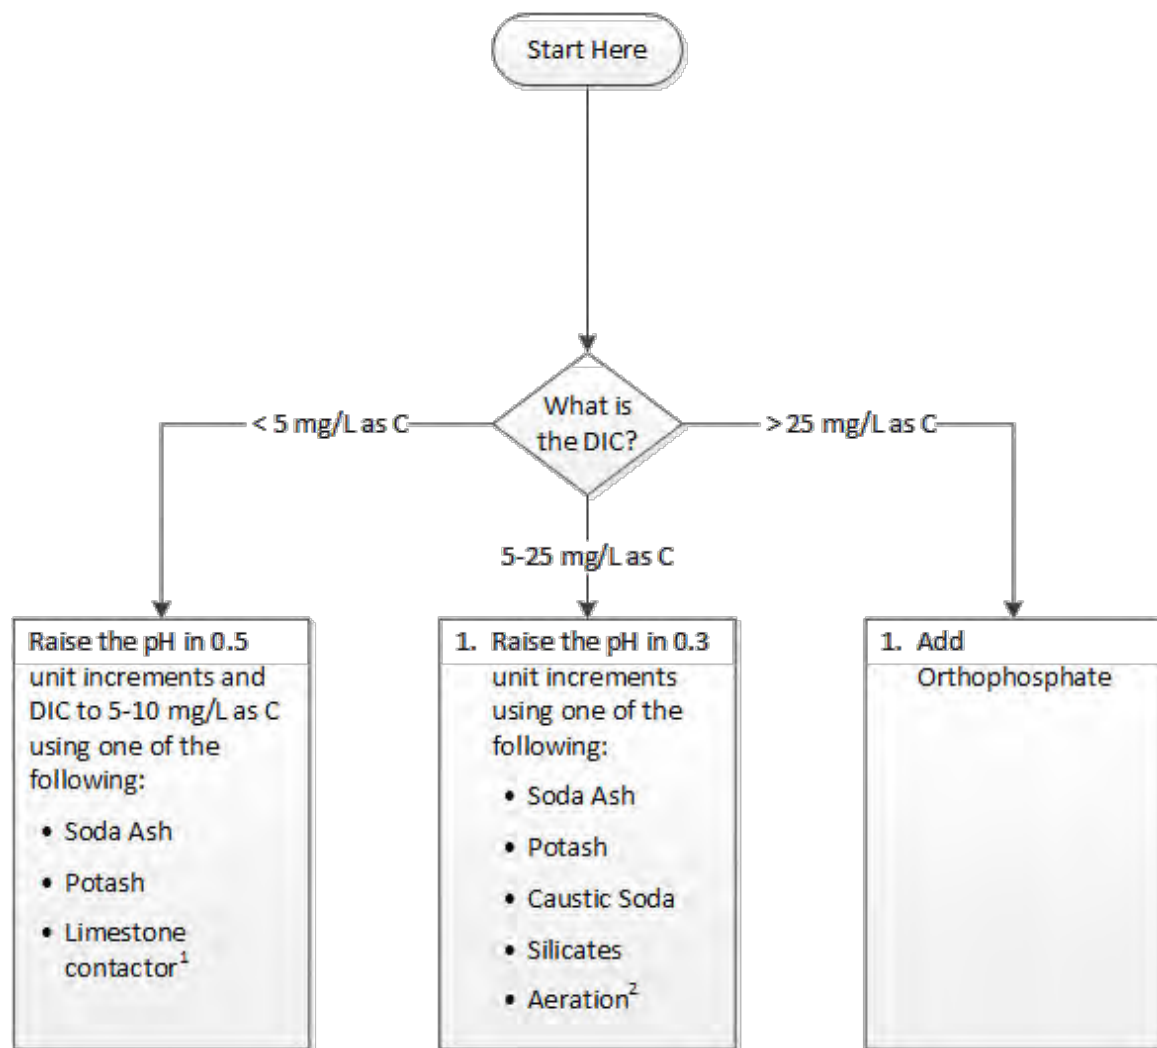 Start Here
What is
the DIC?
< 5 mg/L as C
> 25 mg/L as C
5-25 mg/L as C
Raise the pH in 0.5
unit increments and
DIC to 5-10 mg/L as C
using one of the
following:
• Soda Ash
• Potash
• Limestone
contactor¹
1. Raise the pH in 0.3
unit increments
using one of the
following:
• Soda Ash
• Potash
• Caustic Soda
• Silicates
• Aeration²
1. Add
Orthophosphate